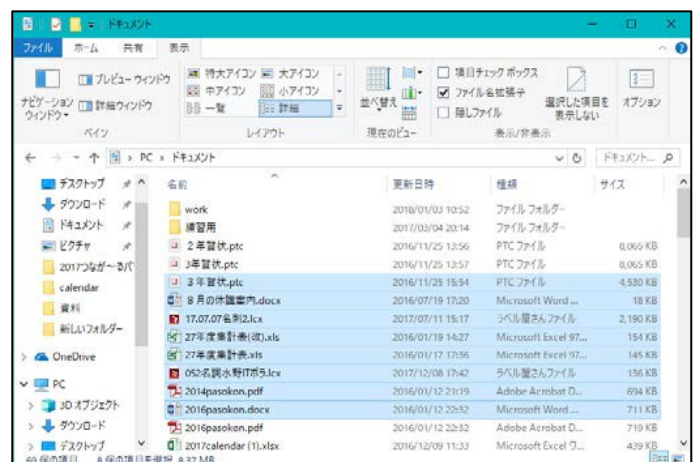 ドキュメント
ファイル ホーム 共有 表示
ナビゲーション ウィンドウ
プレビュー ウィンドウ
詳細ウィンドウ
ペイン
特大アイコン 大アイコン
中アイコン 小アイコン
一覧 詳細
レイアウト
並べ替え
現在のビュー
項目チェック ボックス
ファイル名拡張子
隠しファイル
選択した項目を表示しない
表示/非表示
オプション
PC › ドキュメント
ドキュメント...
デスクトップ
ダウンロード
ドキュメント
ピクチャ
calendar
資料
新しいフォルダー
OneDrive
PC
3D オブジェクト
ダウンロード
デスクトップ
名前 更新日時 種類 サイズ
work 2018/01/03 10:52 ファイル フォルダー
練習用 2017/03/04 20:14 ファイル フォルダー
２年賀状.ptc 2016/11/25 13:56 PTC ファイル 8,065 KB
3年賀状.ptc 2016/11/25 13:57 PTC ファイル 8,065 KB
３年賀状.ptc 2016/11/25 15:54 PTC ファイル 4,530 KB
８月の休講案内.docx 2016/07/19 17:20 Microsoft Word ... 18 KB
17.07.07名刺2.lcx 2017/07/11 15:17 ラベル屋さんファイル 2,190 KB
27年度集計表(改).xls 2016/01/19 14:27 Microsoft Excel 97... 154 KB
27年度集計表.xls 2016/01/17 17:36 Microsoft Excel 97... 145 KB
2017/12/08 17:42 ラベル屋さんファイル 136 KB
2014pasokon.pdf 2016/01/12 21:19 Adobe Acrobat D... 694 KB
2016pasokon.docx 2016/01/12 22:32 Microsoft Word ... 711 KB
2016pasokon.pdf 2016/01/12 22:32 Adobe Acrobat D... 719 KB
2017calendar (1).xlsx 2016/12/09 11:33 Microsoft Excel ワ... 439 KB
69 個の項目 8 個の項目を選択 8.37 MB